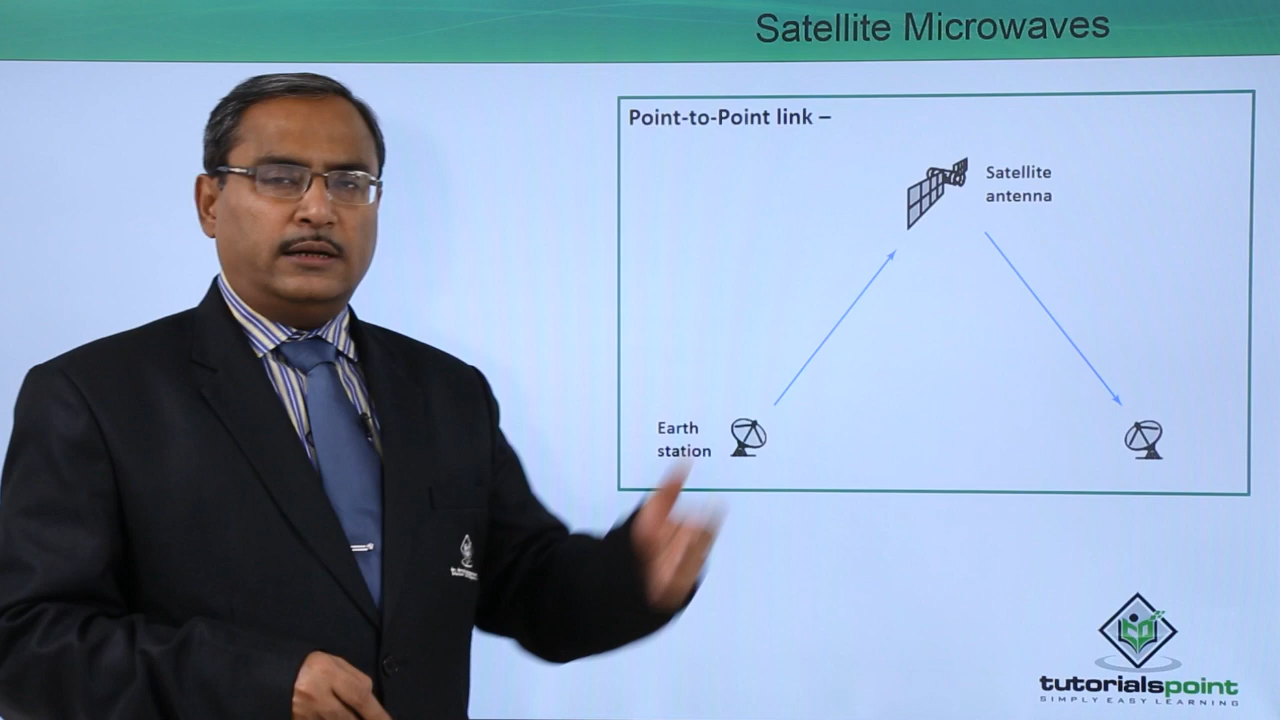 Satellite Microwaves
Point-to-Point link –
Satellite
antenna
Earth
station
tutorialspoint
SIMPLY EASY LEARNING